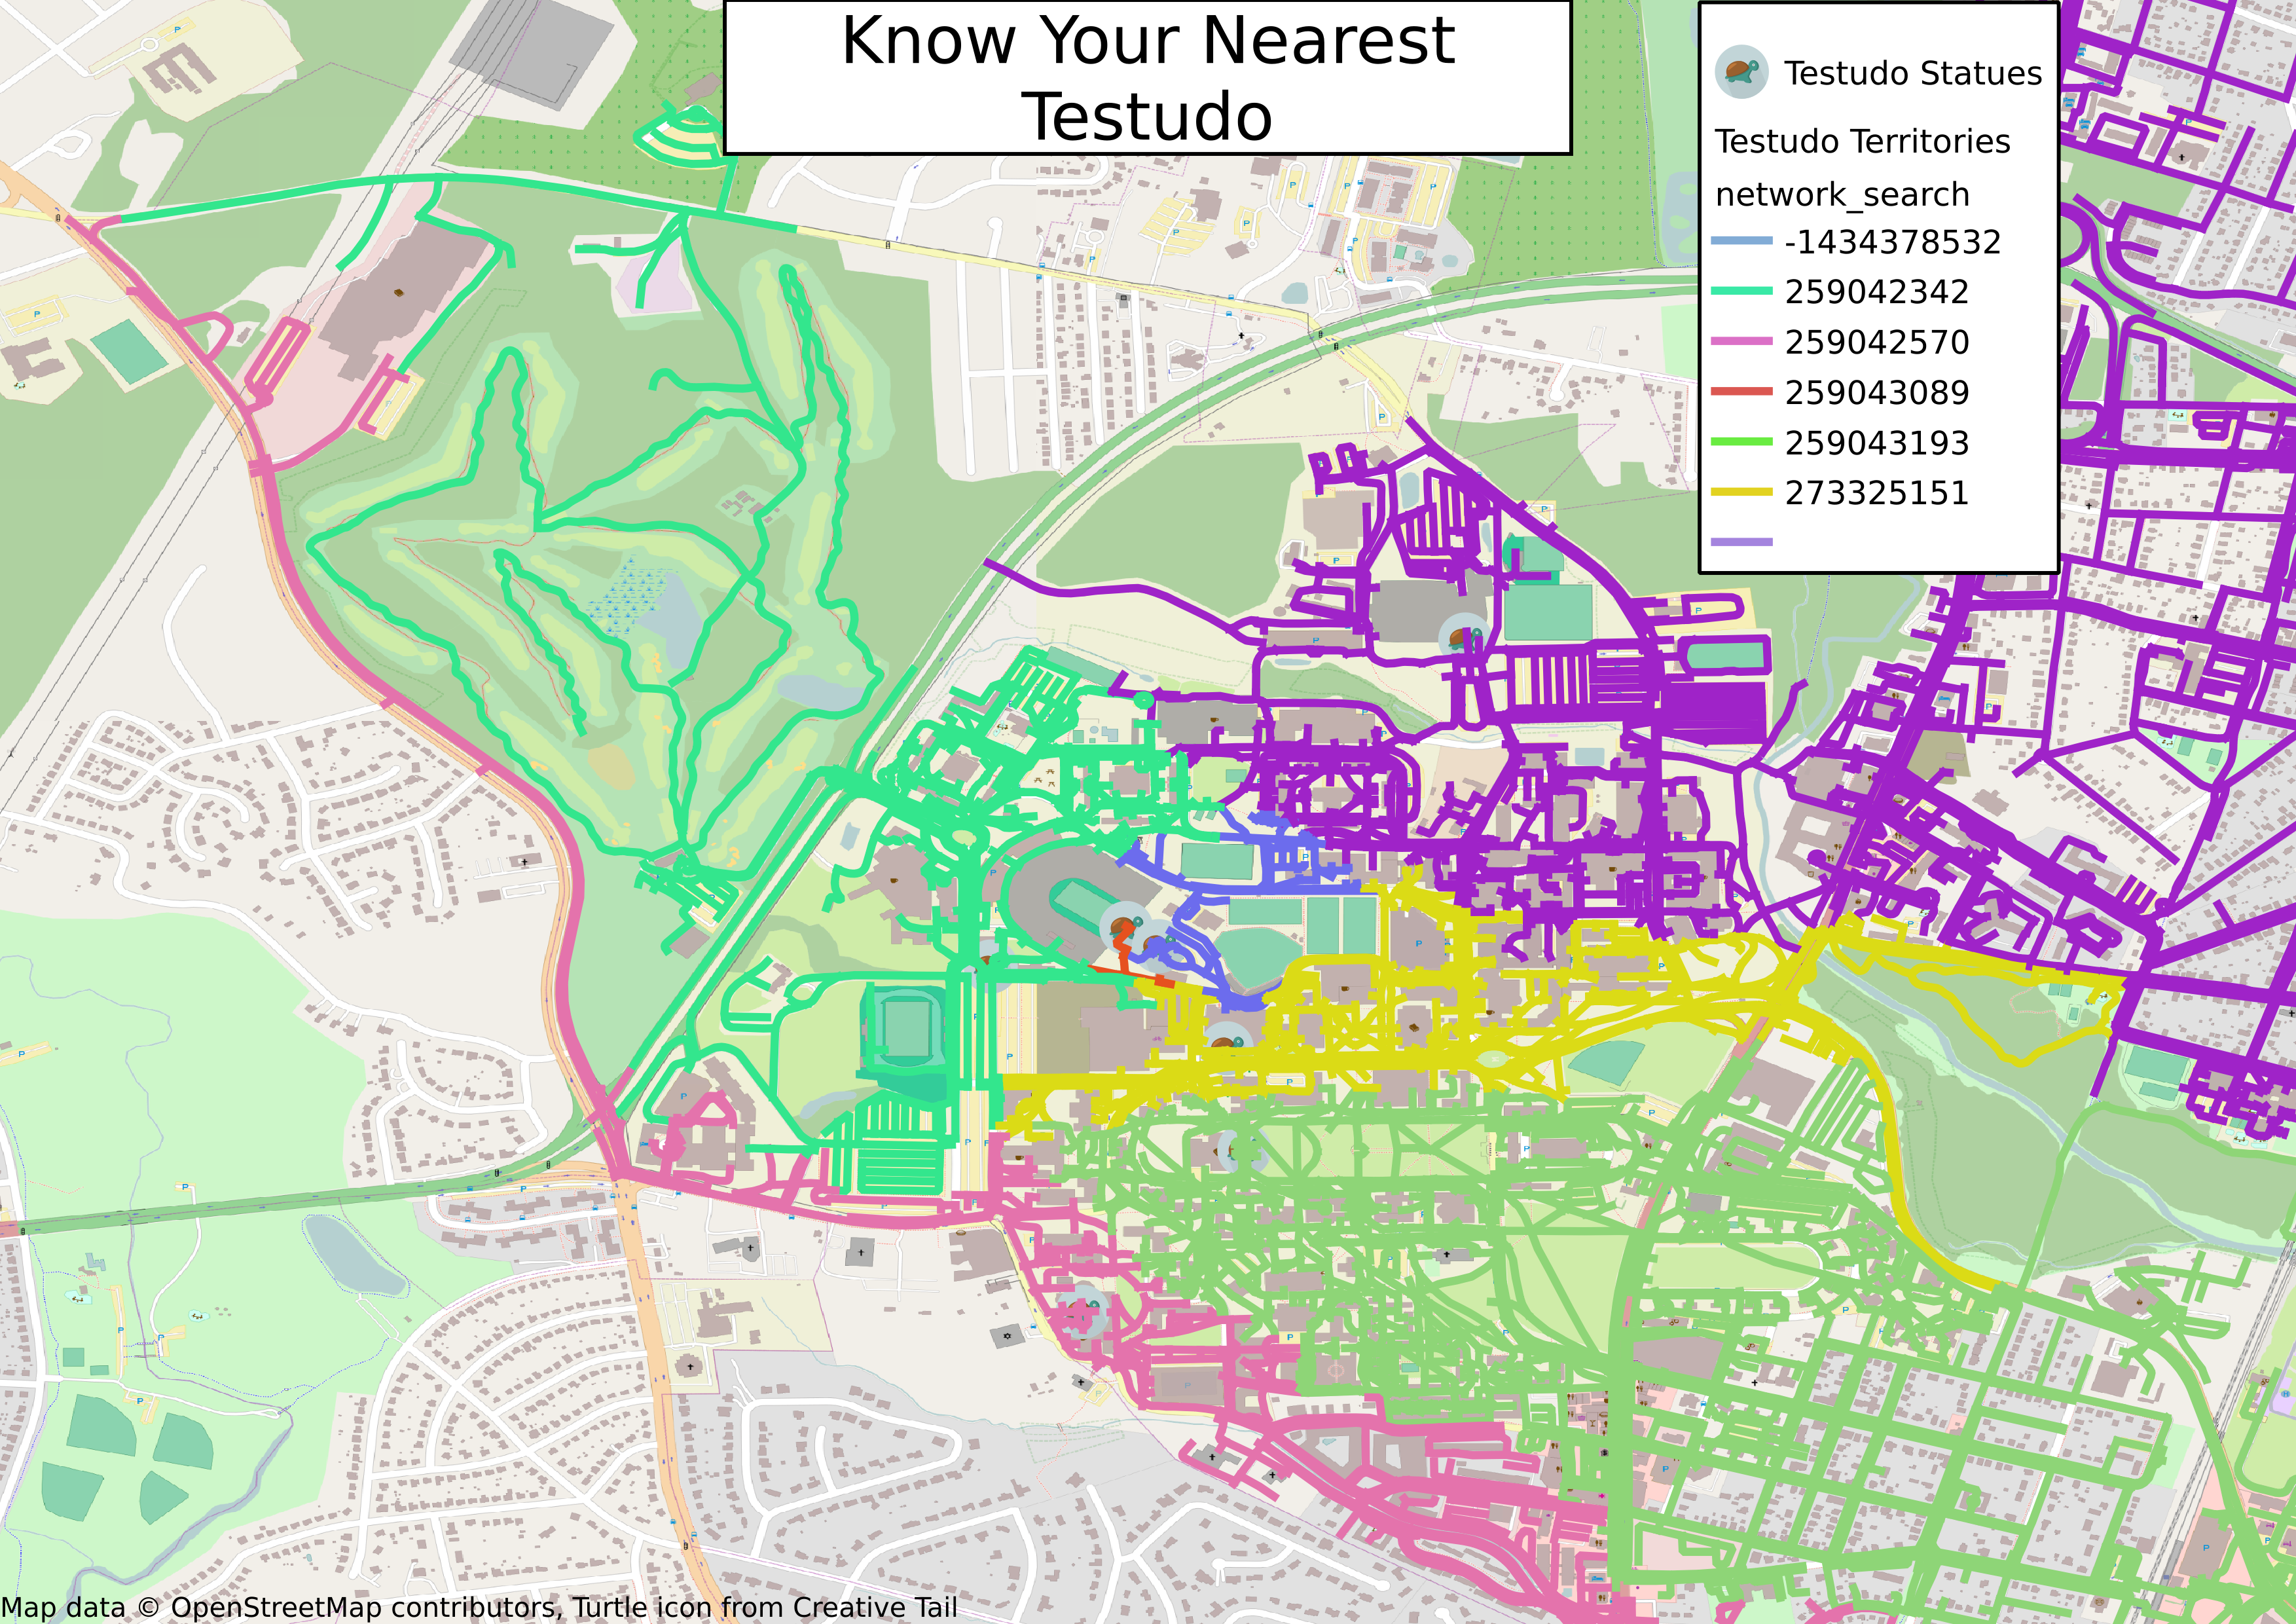 Know Your Nearest
Testudo
Testudo Statues
Testudo Territories
network_search
-1434378532
259042342
259042570
259043089
259043193
273325151
Map data © OpenStreetMap contributors, Turtle icon from Creative Tail